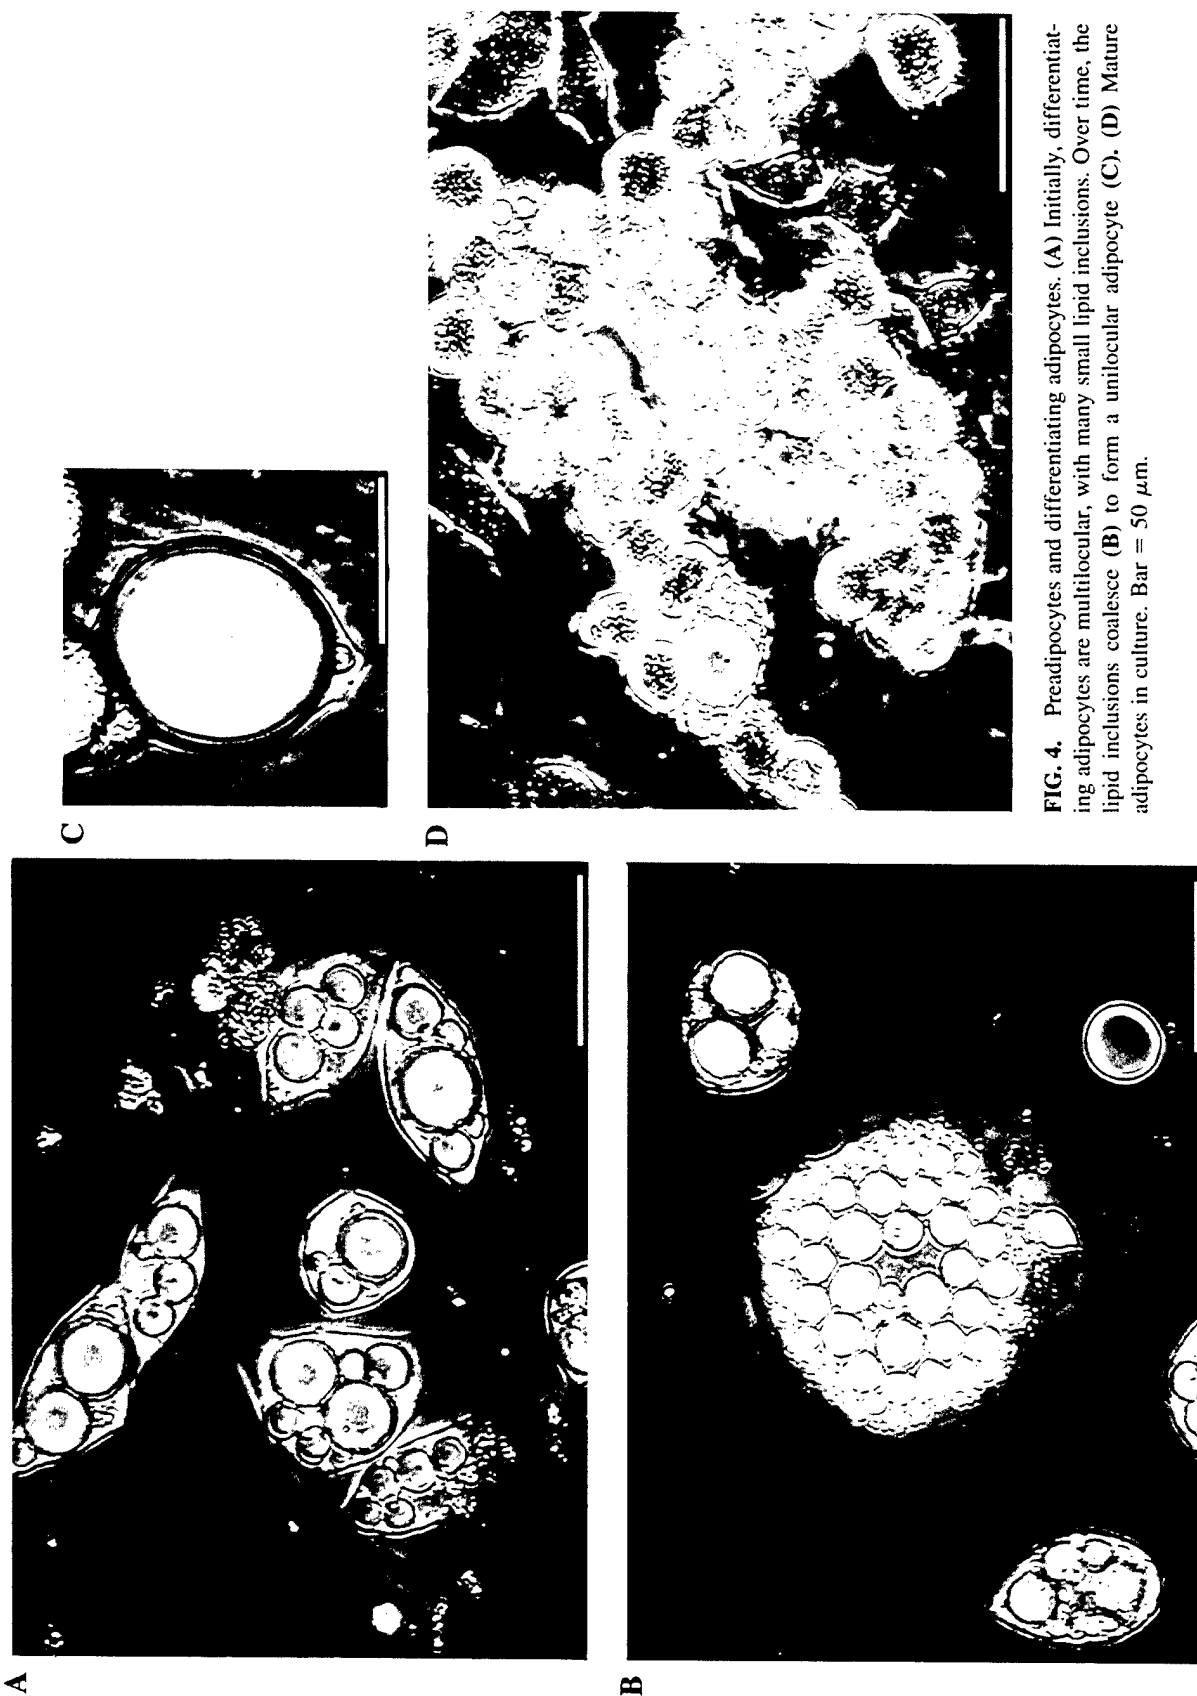 A
B
C
D
FIG. 4. Preadipocytes and differentiating adipocytes. (A) Initially, differentiat-
ing adipocytes are multilocular, with many small lipid inclusions. Over time, the
lipid inclusions coalesce (B) to form a unilocular adipocyte (C). (D) Mature
adipocytes in culture. Bar = 50 μm.